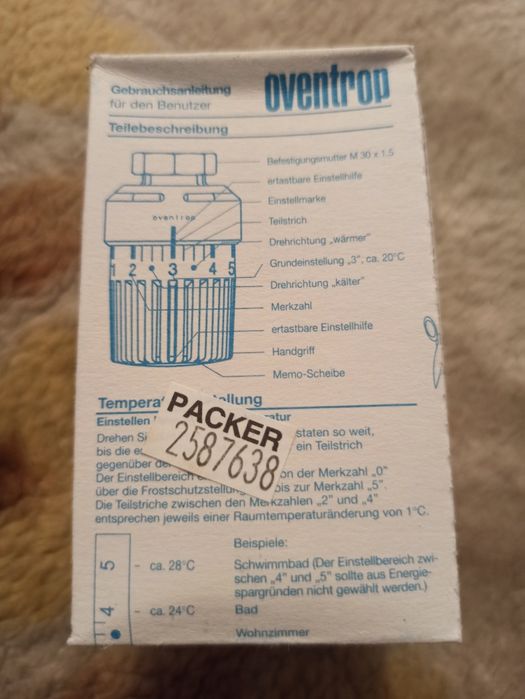 Gebrauchsanleitung
für den Benutzer
oventrop
Teilebeschreibung
Befestigungsmutter M 30 x 1,5
ertastbare Einstellhilfe
Einstellmarke
oventrop
Teilstrich
Drehrichtung „wärmer"
1 2 3 4 5
Grundeinstellung „3", ca. 20°C
Drehrichtung „kälter"
Merkzahl
ertastbare Einstellhilfe
Handgriff
Memo-Scheibe
PACKER
2587638
Einstellen
Drehen staten so weit,
bis die ein Teilstrich
gegenüber von der Merkzahl „0"
Der Einstellbereich bis zur Merkzahl „5".
über die Frostschutzstellung
Die Teilstriche zwischen den Merkzahlen „2" und „4"
entsprechen jeweils einer Raumtemperaturänderung von 1°C.
Beispiele:
5 - ca. 28°C Schwimmbad (Der Einstellbereich zwi-
schen „4" und „5" sollte aus Energie-
spargründen nicht gewählt werden.)
4 - ca. 24°C Bad
Wohnzimmer